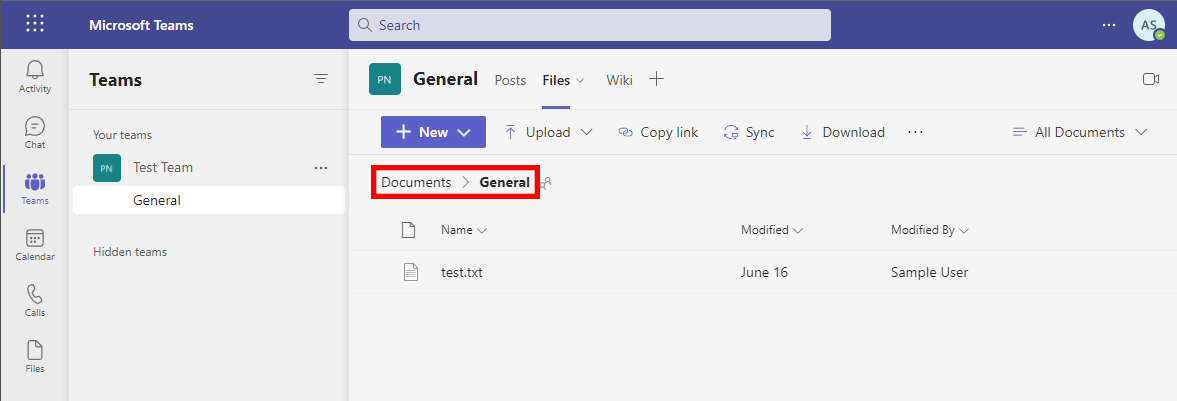 Microsoft Teams
Search
AS
Activity
Chat
Teams
Calendar
Calls
Files
Teams
Your teams
PN Test Team
General
Hidden teams
PN General Posts Files Wiki
New Upload Copy link Sync Download All Documents
Documents > General
Name Modified Modified By
test.txt June 16 Sample User